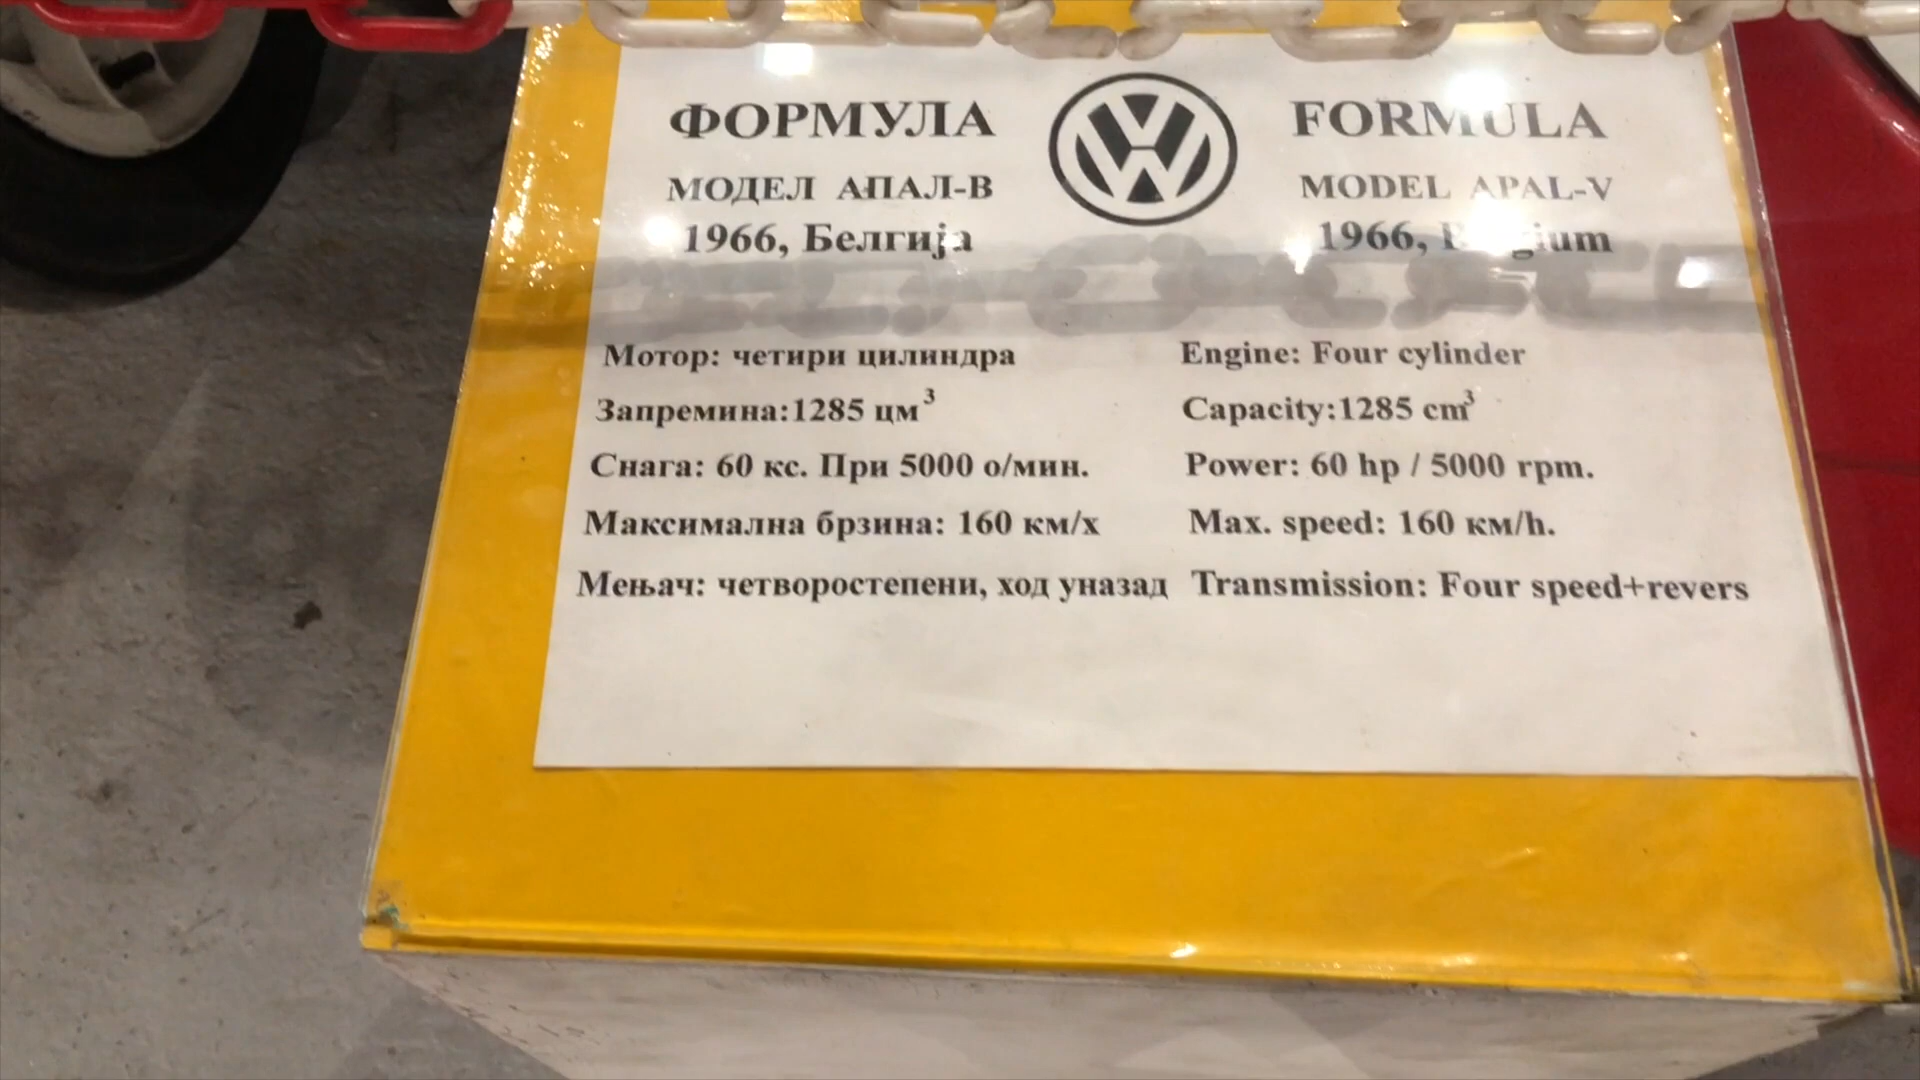 ФОРМУЛА
МОДЕЛ АПАЛ-В
1966, Белгија
Мотор: четири цилиндра
Запремина:1285 цм³
Снага: 60 кс. При 5000 о/мин.
Максимална брзина: 160 км/х
Мењач: четворостепени, ход уназад
FORMULA
MODEL APAL-V
1966,
Engine: Four cylinder
Capacity:1285 cm³
Power: 60 hp / 5000 rpm.
Max. speed: 160 км/h.
Transmission: Four speed+revers